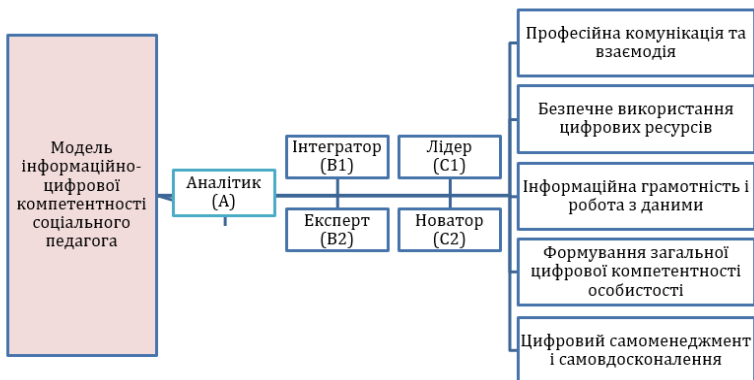 Модель
інформаційно-
цифрової
компетентності
соціального
педагога
Аналітик
(А)
Інтегратор
(В1)
Експерт
(В2)
Лідер
(С1)
Новатор
(С2)
Професійна комунікація та
взаємодія
Безпечне використання
цифрових ресурсів
Інформаційна грамотність і
робота з даними
Формування загальної
цифрової компетентності
особистості
Цифровий самоменеджмент
і самовдосконалення